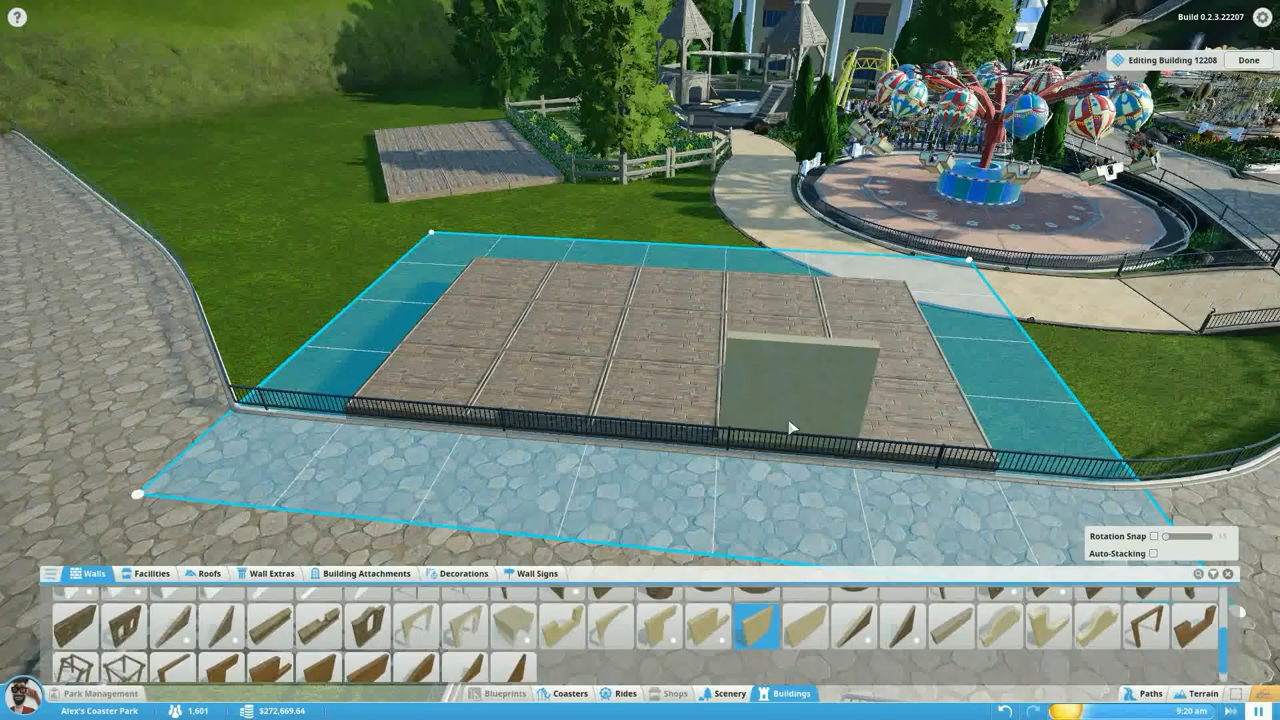 ?
Build 0.2.3.22207
Editing Building 12208 Done
Rotation Snap
Auto-Stacking
Walls Facilities Roofs Wall Extras Building Attachments Decorations Wall Signs
Park Management Blueprints Coasters Rides Shops Scenery Buildings Paths Terrain
Alex's Coaster Park 1,601 $272,669.64 9:20 am